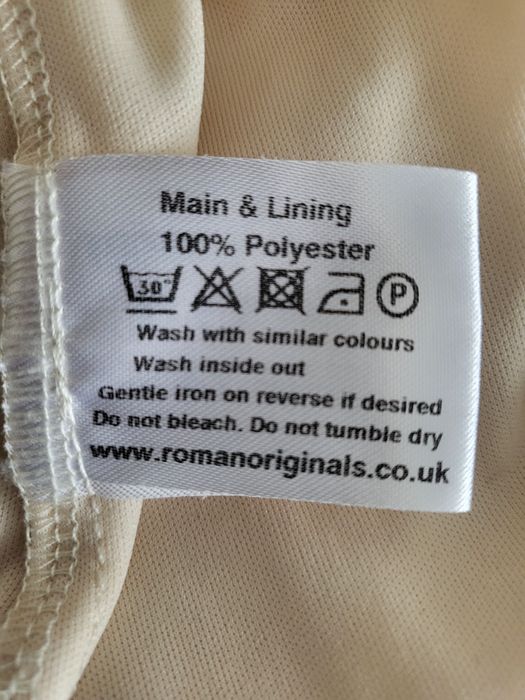 Main & Lining
100% Polyester
30° P
Wash with similar colours
Wash inside out
Gentle iron on reverse if desired
Do not bleach. Do not tumble dry
www.romanoriginals.co.uk